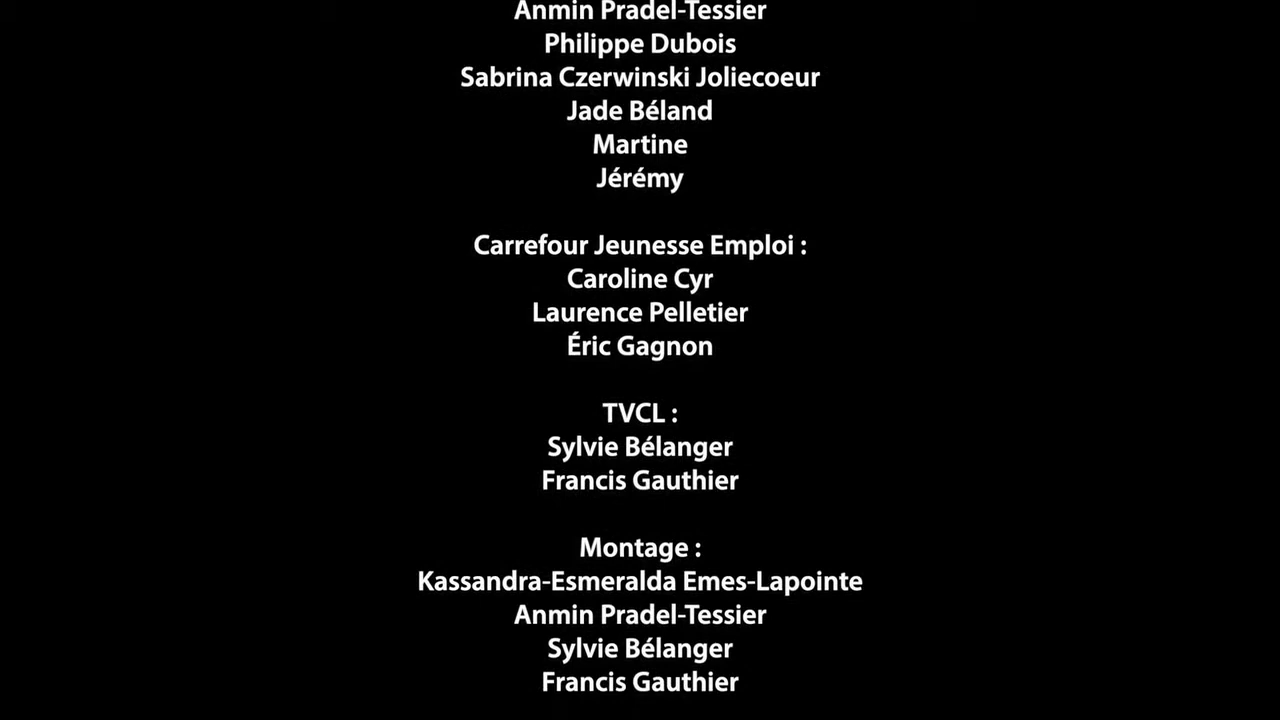 Anmin Pradel-Tessier
Philippe Dubois
Sabrina Czerwinski Joliecoeur
Jade Béland
Martine
Jérémy
Carrefour Jeunesse Emploi :
Caroline Cyr
Laurence Pelletier
Éric Gagnon
TVCL :
Sylvie Bélanger
Francis Gauthier
Montage :
Kassandra-Esmeralda Emes-Lapointe
Anmin Pradel-Tessier
Sylvie Bélanger
Francis Gauthier